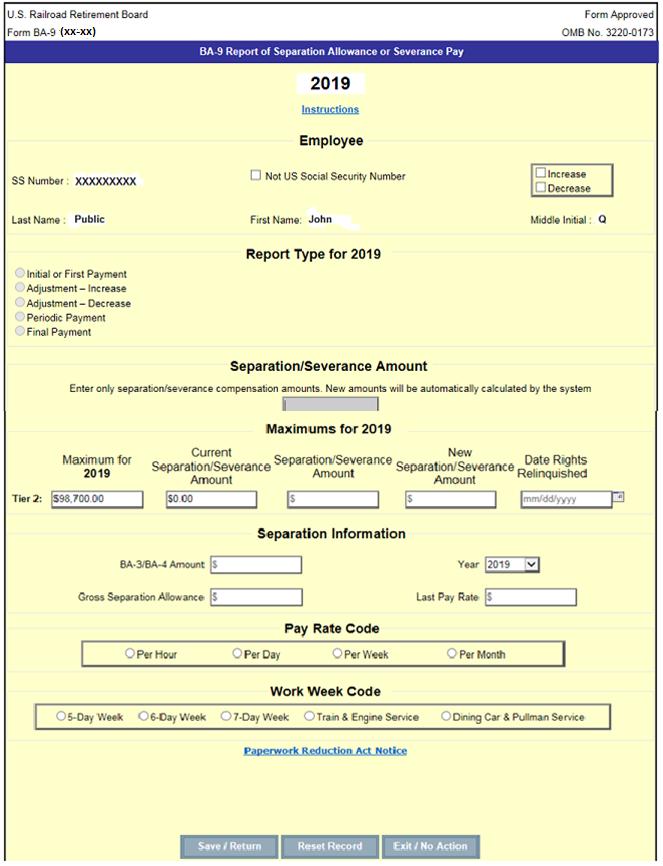 U.S. Railroad Retirement Board Form Approved
Form BA-9 (xx-xx) OMB No. 3220-0173
BA-9 Report of Separation Allowance or Severance Pay
2019
Instructions
Employee
SS Number : XXXXXXXXX Not US Social Security Number
Increase
Decrease
Last Name : Public First Name: John Middle Initial : Q
Report Type for 2019
Initial or First Payment
Adjustment – Increase
Adjustment – Decrease
Periodic Payment
Final Payment
Separation/Severance Amount
Enter only separation/severance compensation amounts. New amounts will be automatically calculated by the system
Maximums for 2019
Maximum for 2019
Current Separation/Severance Amount
Separation/Severance Amount
New Separation/Severance Amount
Date Rights Relinquished
Tier 2: $98,700.00 $0.00 $ $ mm/dd/yyyy
Separation Information
BA-3/BA-4 Amount $ Year 2019
Gross Separation Allowance $ Last Pay Rate $
Pay Rate Code
Per Hour Per Day Per Week Per Month
Work Week Code
5-Day Week 6-Day Week 7-Day Week Train & Engine Service Dining Car & Pullman Service
Paperwork Reduction Act Notice
Save / Return Reset Record Exit / No Action